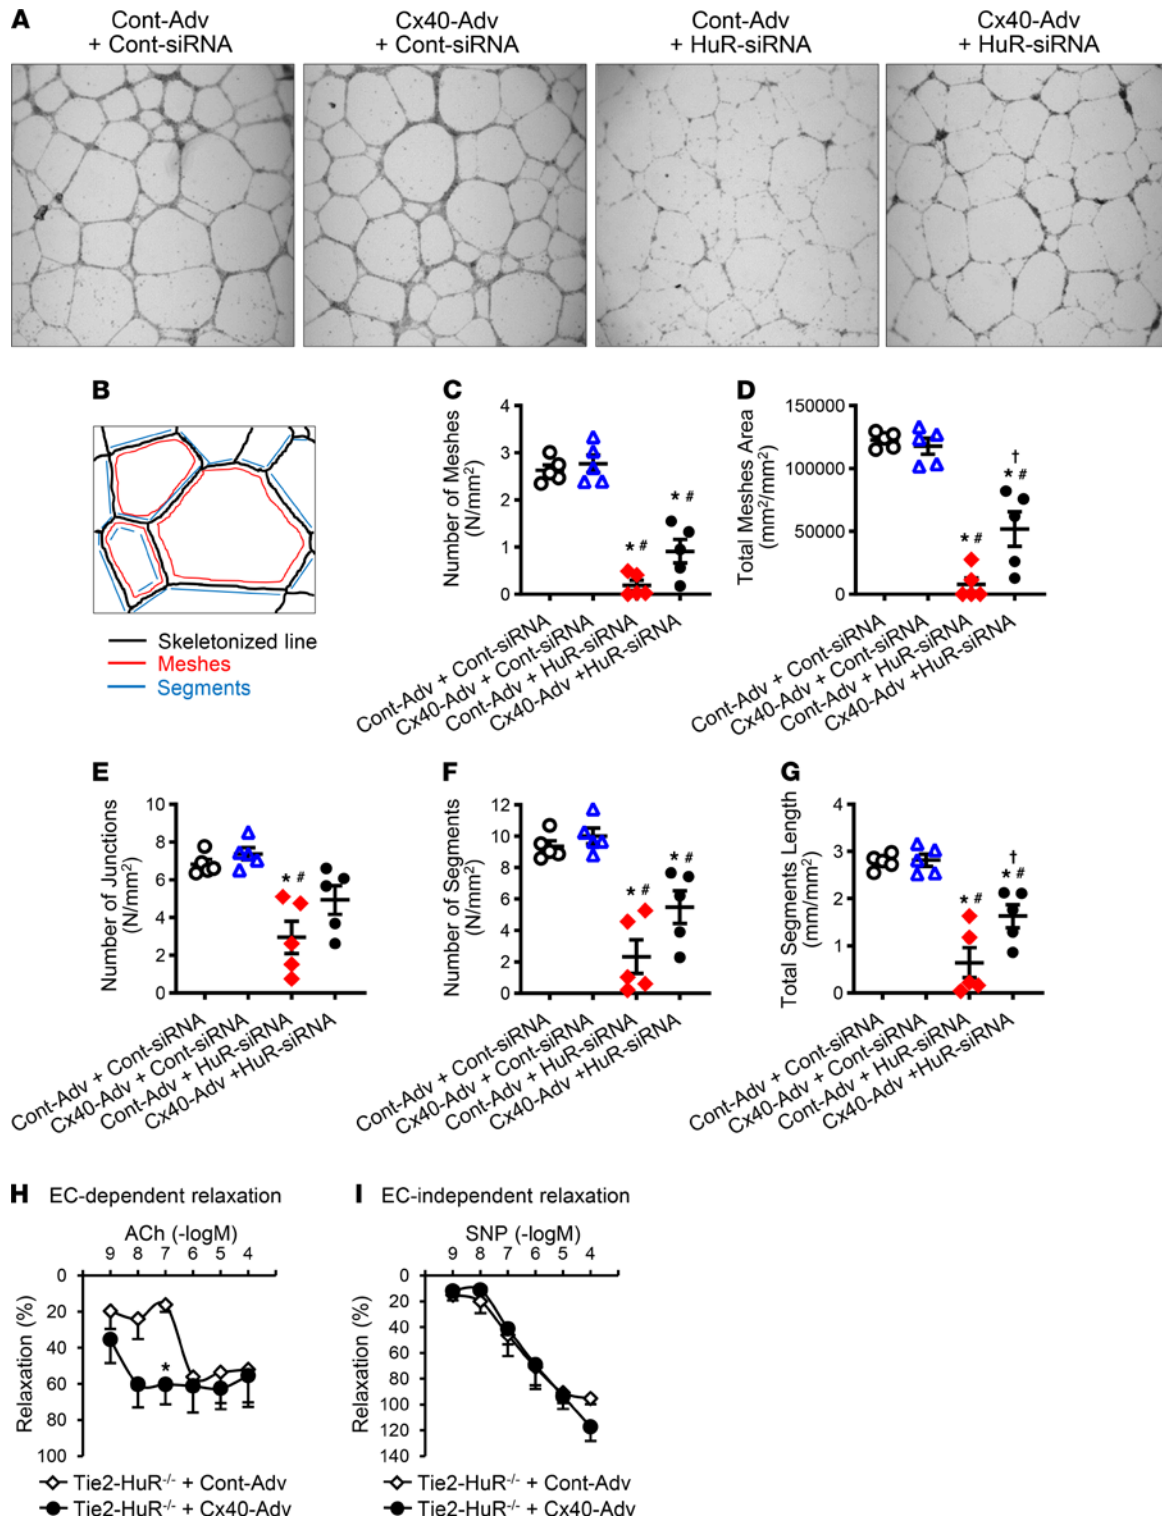 A
Cont-Adv
+ Cont-siRNA
Cx40-Adv
+ Cont-siRNA
Cont-Adv
+ HuR-siRNA
Cx40-Adv
+ HuR-siRNA
B
Skeletonized line
Meshes
Segments
C
Number of Meshes
(N/mm²)
4
3
2
1
0
* #
* #
Cont-Adv + Cont-siRNA
Cx40-Adv + Cont-siRNA
Cont-Adv + HuR-siRNA
Cx40-Adv +HuR-siRNA
D
Total Meshes Area
(mm²/mm²)
150000
100000
50000
0
* #
†
* #
Cont-Adv + Cont-siRNA
Cx40-Adv + Cont-siRNA
Cont-Adv + HuR-siRNA
Cx40-Adv +HuR-siRNA
E
Number of Junctions
(N/mm²)
10
8
6
4
2
0
* #
Cont-Adv + Cont-siRNA
Cx40-Adv + Cont-siRNA
Cont-Adv + HuR-siRNA
Cx40-Adv +HuR-siRNA
F
Number of Segments
(N/mm²)
12
10
8
6
4
2
0
* #
* #
Cont-Adv + Cont-siRNA
Cx40-Adv + Cont-siRNA
Cont-Adv + HuR-siRNA
Cx40-Adv +HuR-siRNA
G
Total Segments Length
(mm/mm²)
4
3
2
1
0
* #
†
* #
Cont-Adv + Cont-siRNA
Cx40-Adv + Cont-siRNA
Cont-Adv + HuR-siRNA
Cx40-Adv +HuR-siRNA
H EC-dependent relaxation
ACh (-logM)
9 8 7 6 5 4
Relaxation (%)
0
20
40
60
80
100
*
Tie2-HuR⁻/⁻ + Cont-Adv
Tie2-HuR⁻/⁻ + Cx40-Adv
I EC-independent relaxation
SNP (-logM)
9 8 7 6 5 4
Relaxation (%)
0
20
40
60
80
100
120
140
Tie2-HuR⁻/⁻ + Cont-Adv
Tie2-HuR⁻/⁻ + Cx40-Adv